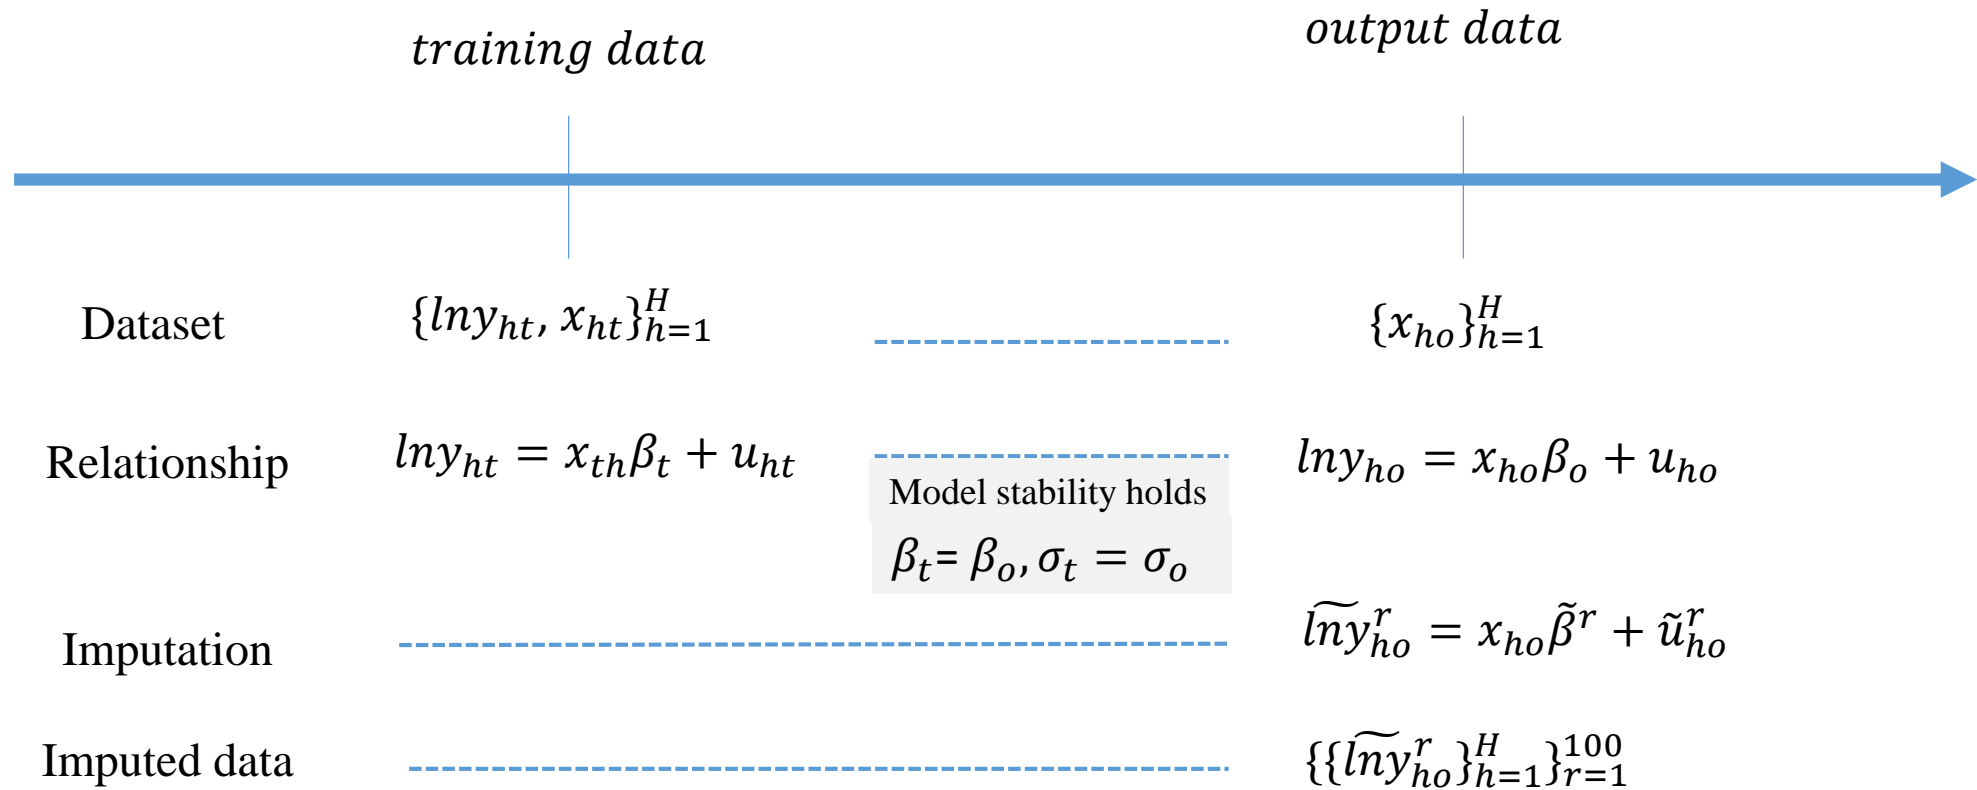 training data
output data
Dataset
{lny_{ht}, x_{ht}}_{h=1}^{H}
{x_{ho}}_{h=1}^{H}
Relationship
lny_{ht} = x_{th}β_t + u_{ht}
lny_{ho} = x_{ho}β_o + u_{ho}
Model stability holds
β_t= β_o, σ_t = σ_o
Imputation
\widetilde{lny}_{ho}^{r} = x_{ho}β̃^r + ũ_{ho}^{r}
Imputed data
{{\widetilde{lny}_{ho}^{r}}_{h=1}^{H}}_{r=1}^{100}